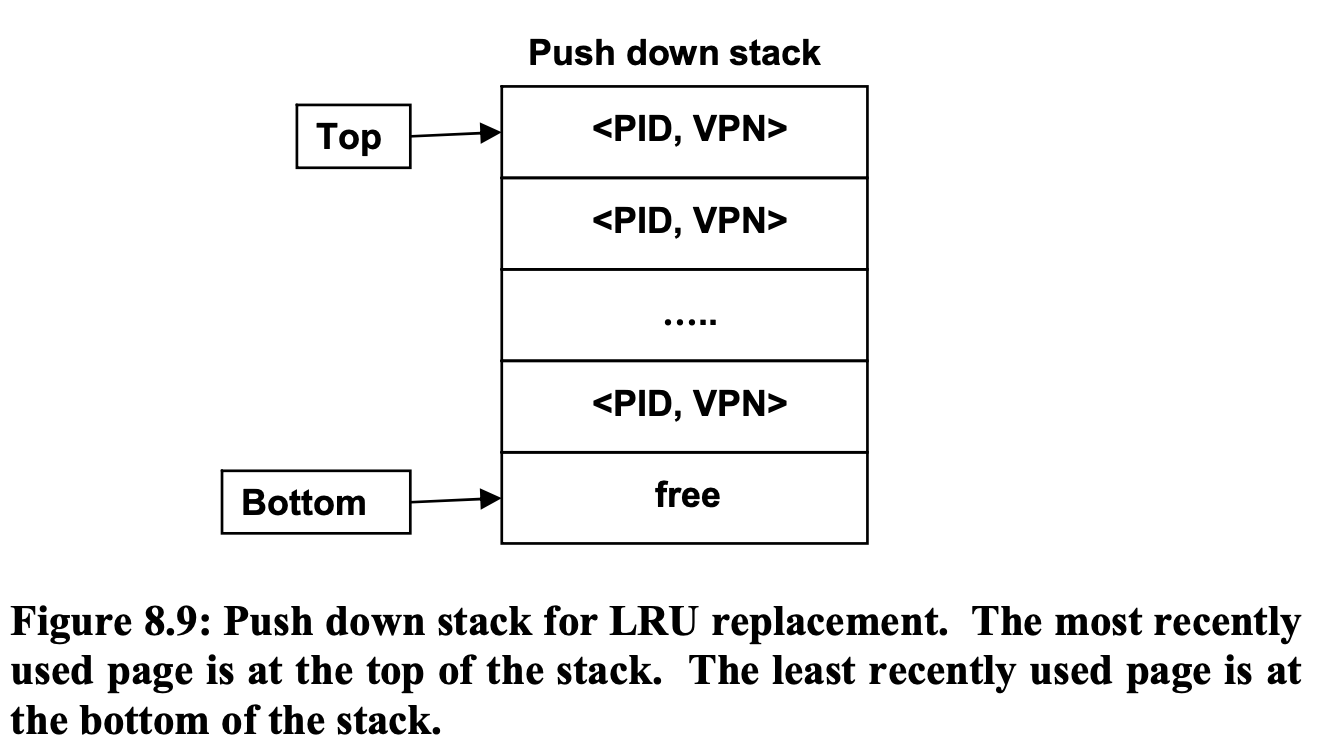 Push down stack
Top
<PID, VPN>
<PID, VPN>
.....
<PID, VPN>
Bottom
free
Figure 8.9: Push down stack for LRU replacement. The most recently
used page is at the top of the stack. The least recently used page is at
the bottom of the stack.